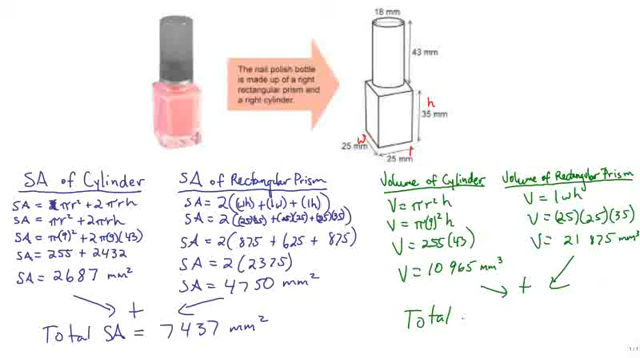 18 mm
The nail polish bottle
is made up of a right
rectangular prism and
a right cylinder.
43 mm
h
35 mm
w
25 mm
l
25 mm
SA of Cylinder
SA = πr² + 2πrh
SA = πr² + 2πrh
SA = π(9)² + 2π(9)(43)
SA = 255 + 2432
SA = 2687 mm²
SA of Rectangular Prism
SA = 2((wh) + (lw) + (lh))
SA = 2((25)(35) + (25)(25) + (25)(35))
SA = 2(875 + 625 + 875)
SA = 2(2375)
SA = 4750 mm²
+
Total SA = 7437 mm²
Volume of Cylinder
V = πr²h
V = π(9)²h
V = 255(43)
V = 10 965 mm³
Volume of Rectangular Prism
V = lwh
V = (25)(25)(35)
V = 21 875 mm³
+
Total
1/1